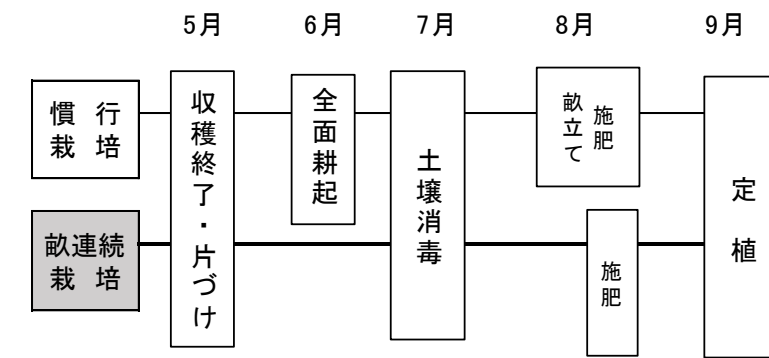 5月 6月 7月 8月 9月
慣行
栽培
畝連続
栽培
収穫終了・片づけ
全面耕起
土壌消毒
施肥
畝立て
施肥
定植